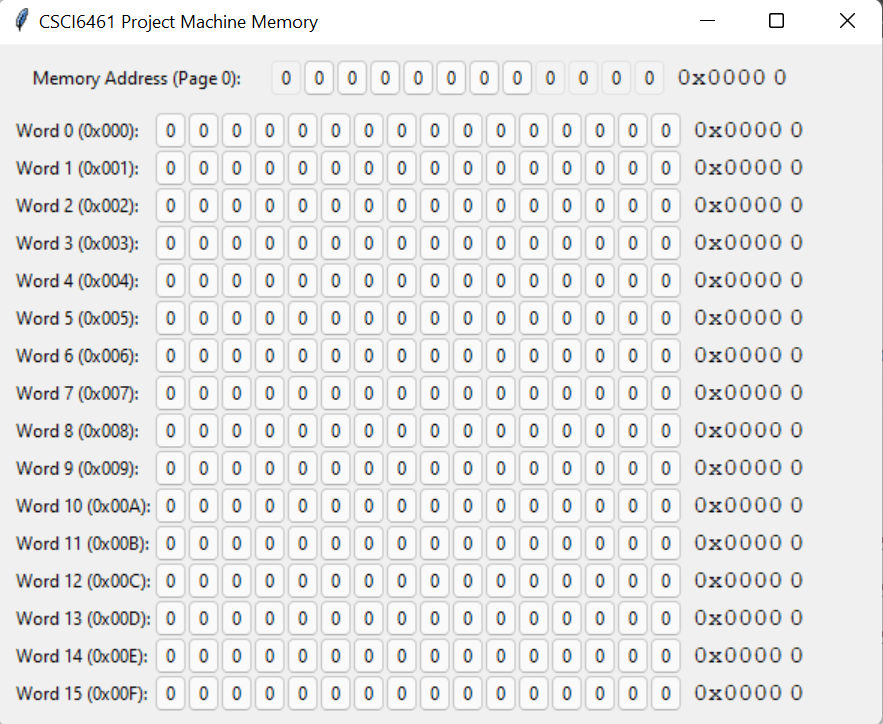 CSCI6461 Project Machine Memory
Memory Address (Page 0): 0 0 0 0 0 0 0 0 0 0 0 0 0x0000 0
Word 0 (0x000): 0 0 0 0 0 0 0 0 0 0 0 0 0 0 0 0 0x0000 0
Word 1 (0x001): 0 0 0 0 0 0 0 0 0 0 0 0 0 0 0 0 0x0000 0
Word 2 (0x002): 0 0 0 0 0 0 0 0 0 0 0 0 0 0 0 0 0x0000 0
Word 3 (0x003): 0 0 0 0 0 0 0 0 0 0 0 0 0 0 0 0 0x0000 0
Word 4 (0x004): 0 0 0 0 0 0 0 0 0 0 0 0 0 0 0 0 0x0000 0
Word 5 (0x005): 0 0 0 0 0 0 0 0 0 0 0 0 0 0 0 0 0x0000 0
Word 6 (0x006): 0 0 0 0 0 0 0 0 0 0 0 0 0 0 0 0 0x0000 0
Word 7 (0x007): 0 0 0 0 0 0 0 0 0 0 0 0 0 0 0 0 0x0000 0
Word 8 (0x008): 0 0 0 0 0 0 0 0 0 0 0 0 0 0 0 0 0x0000 0
Word 9 (0x009): 0 0 0 0 0 0 0 0 0 0 0 0 0 0 0 0 0x0000 0
Word 10 (0x00A): 0 0 0 0 0 0 0 0 0 0 0 0 0 0 0 0 0x0000 0
Word 11 (0x00B): 0 0 0 0 0 0 0 0 0 0 0 0 0 0 0 0 0x0000 0
Word 12 (0x00C): 0 0 0 0 0 0 0 0 0 0 0 0 0 0 0 0 0x0000 0
Word 13 (0x00D): 0 0 0 0 0 0 0 0 0 0 0 0 0 0 0 0 0x0000 0
Word 14 (0x00E): 0 0 0 0 0 0 0 0 0 0 0 0 0 0 0 0 0x0000 0
Word 15 (0x00F): 0 0 0 0 0 0 0 0 0 0 0 0 0 0 0 0 0x0000 0